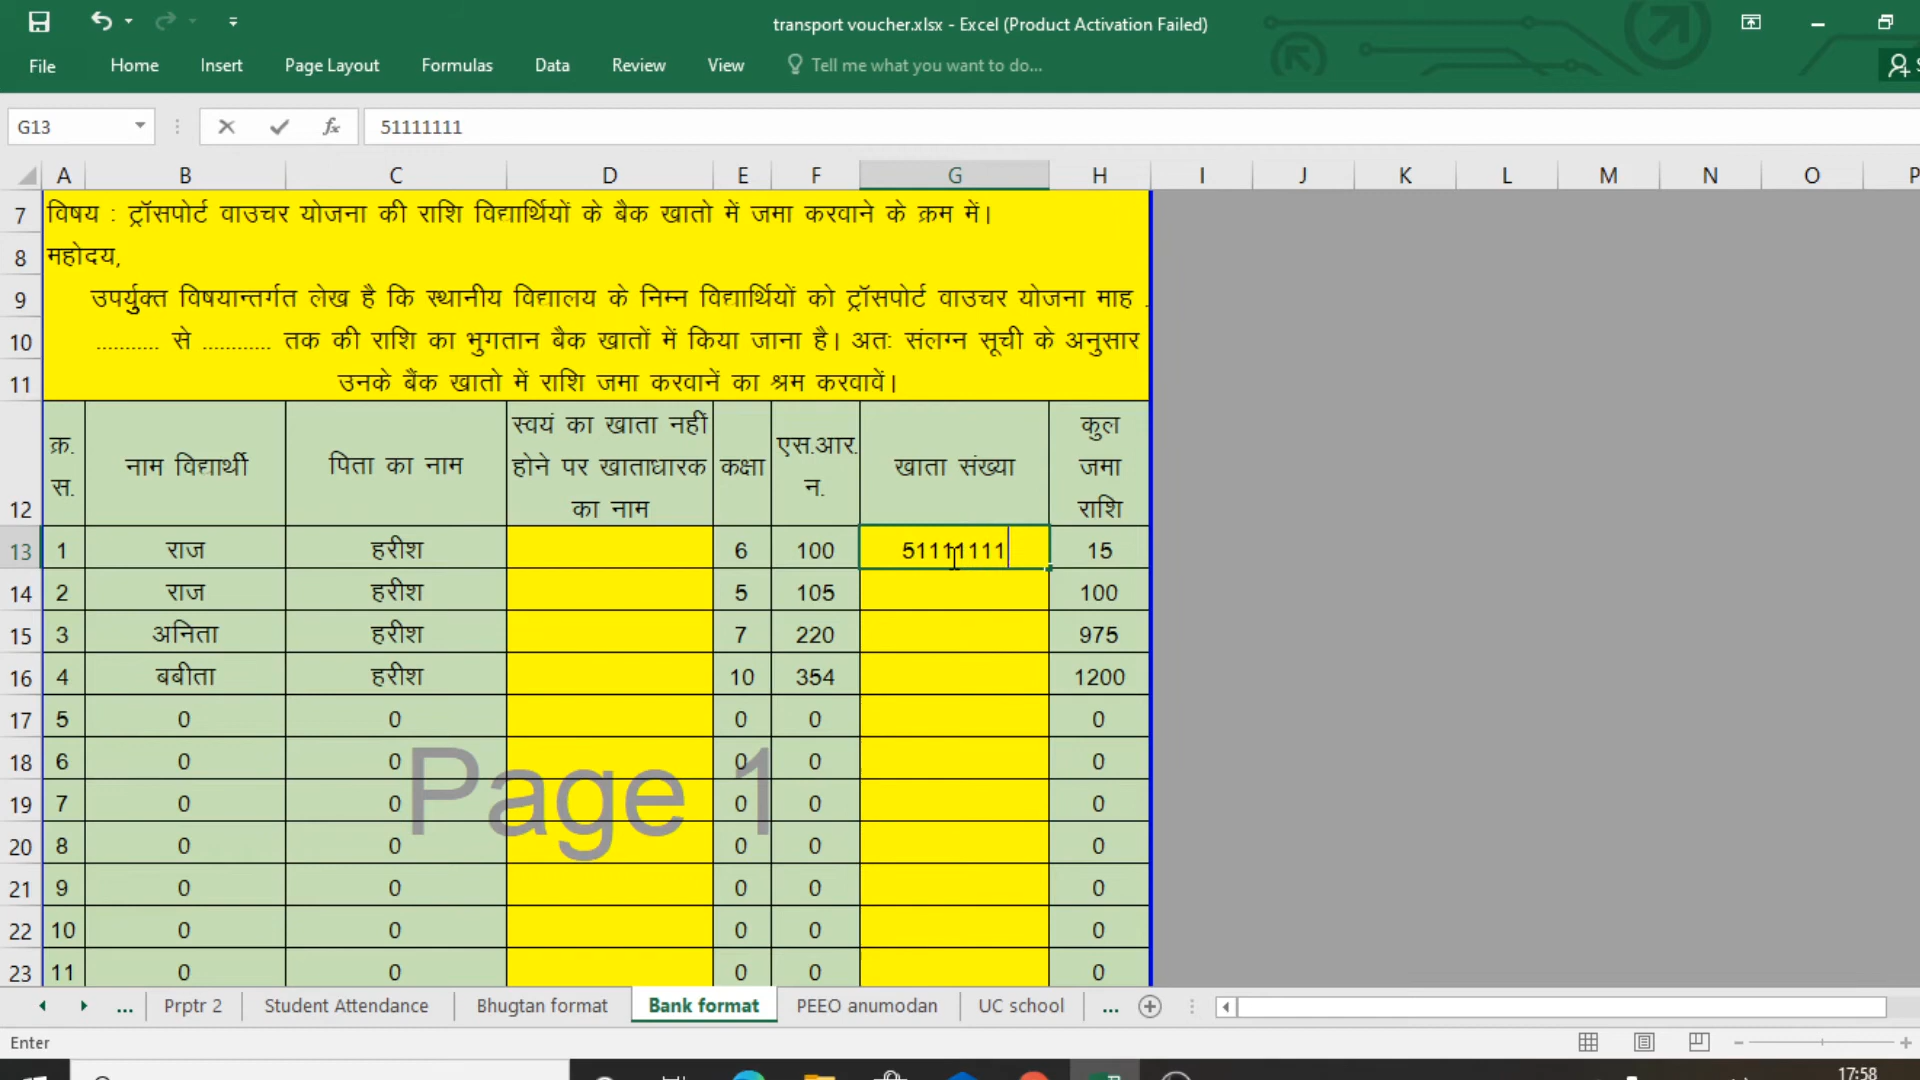 transport voucher.xlsx - Excel (Product Activation Failed)
File Home Insert Page Layout Formulas Data Review View Tell me what you want to do...
G13 fx 51111111
A B C D E F G H I J K L M N O P
7 विषय : ट्रॉसपोर्ट वाउचर योजना की राशि विद्यार्थियों के बैक खातो में जमा करवाने के क्रम में।
8 महोदय,
9 उपर्युक्त विषयान्तर्गत लेख है कि स्थानीय विद्यालय के निम्न विद्यार्थियों को ट्रॉसपोर्ट वाउचर योजना माह .
10 .......... से ........... तक की राशि का भुगतान बैक खातों में किया जाना है। अतः संलग्न सूची के अनुसार
11 उनके बैंक खातो में राशि जमा करवानें का श्रम करवावें।
12 क्र. स. नाम विद्यार्थी पिता का नाम स्वयं का खाता नहीं होने पर खाताधारक का नाम कक्षा एस.आर. न. खाता संख्या कुल जमा राशि
13 1 राज हरीश 6 100 51111111 15
14 2 राज हरीश 5 105 100
15 3 अनिता हरीश 7 220 975
16 4 बबीता हरीश 10 354 1200
17 5 0 0 0 0 0
18 6 0 0 0 0 0
19 7 0 0 0 0 0
20 8 0 0 0 0 0
21 9 0 0 0 0 0
22 10 0 0 0 0 0
23 11 0 0 0 0 0
Page 1
... Prptr 2 Student Attendance Bhugtan format Bank format PEEO anumodan UC school ...
Enter
17:58